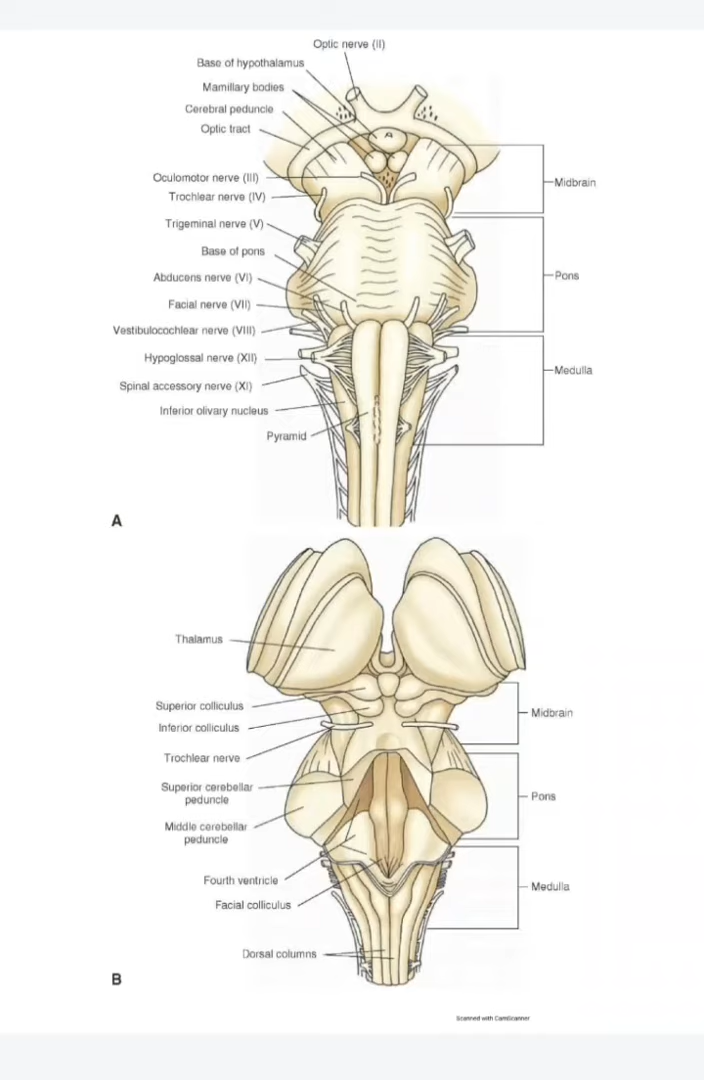 Optic nerve (II)
Base of hypothalamus
Mamillary bodies
Cerebral peduncle
Optic tract
A
Oculomotor nerve (III)
Midbrain
Trochlear nerve (IV)
Trigeminal nerve (V)
Base of pons
Abducens nerve (VI)
Pons
Facial nerve (VII)
Vestibulocochlear nerve (VIII)
Hypoglossal nerve (XII)
Medulla
Spinal accessory nerve (XI)
Inferior olivary nucleus
Pyramid
A
Thalamus
Superior colliculus
Midbrain
Inferior colliculus
Trochlear nerve
Superior cerebellar
peduncle
Pons
Middle cerebellar
peduncle
Fourth ventricle
Medulla
Facial colliculus
Dorsal columns
B
Scanned with CamScanner